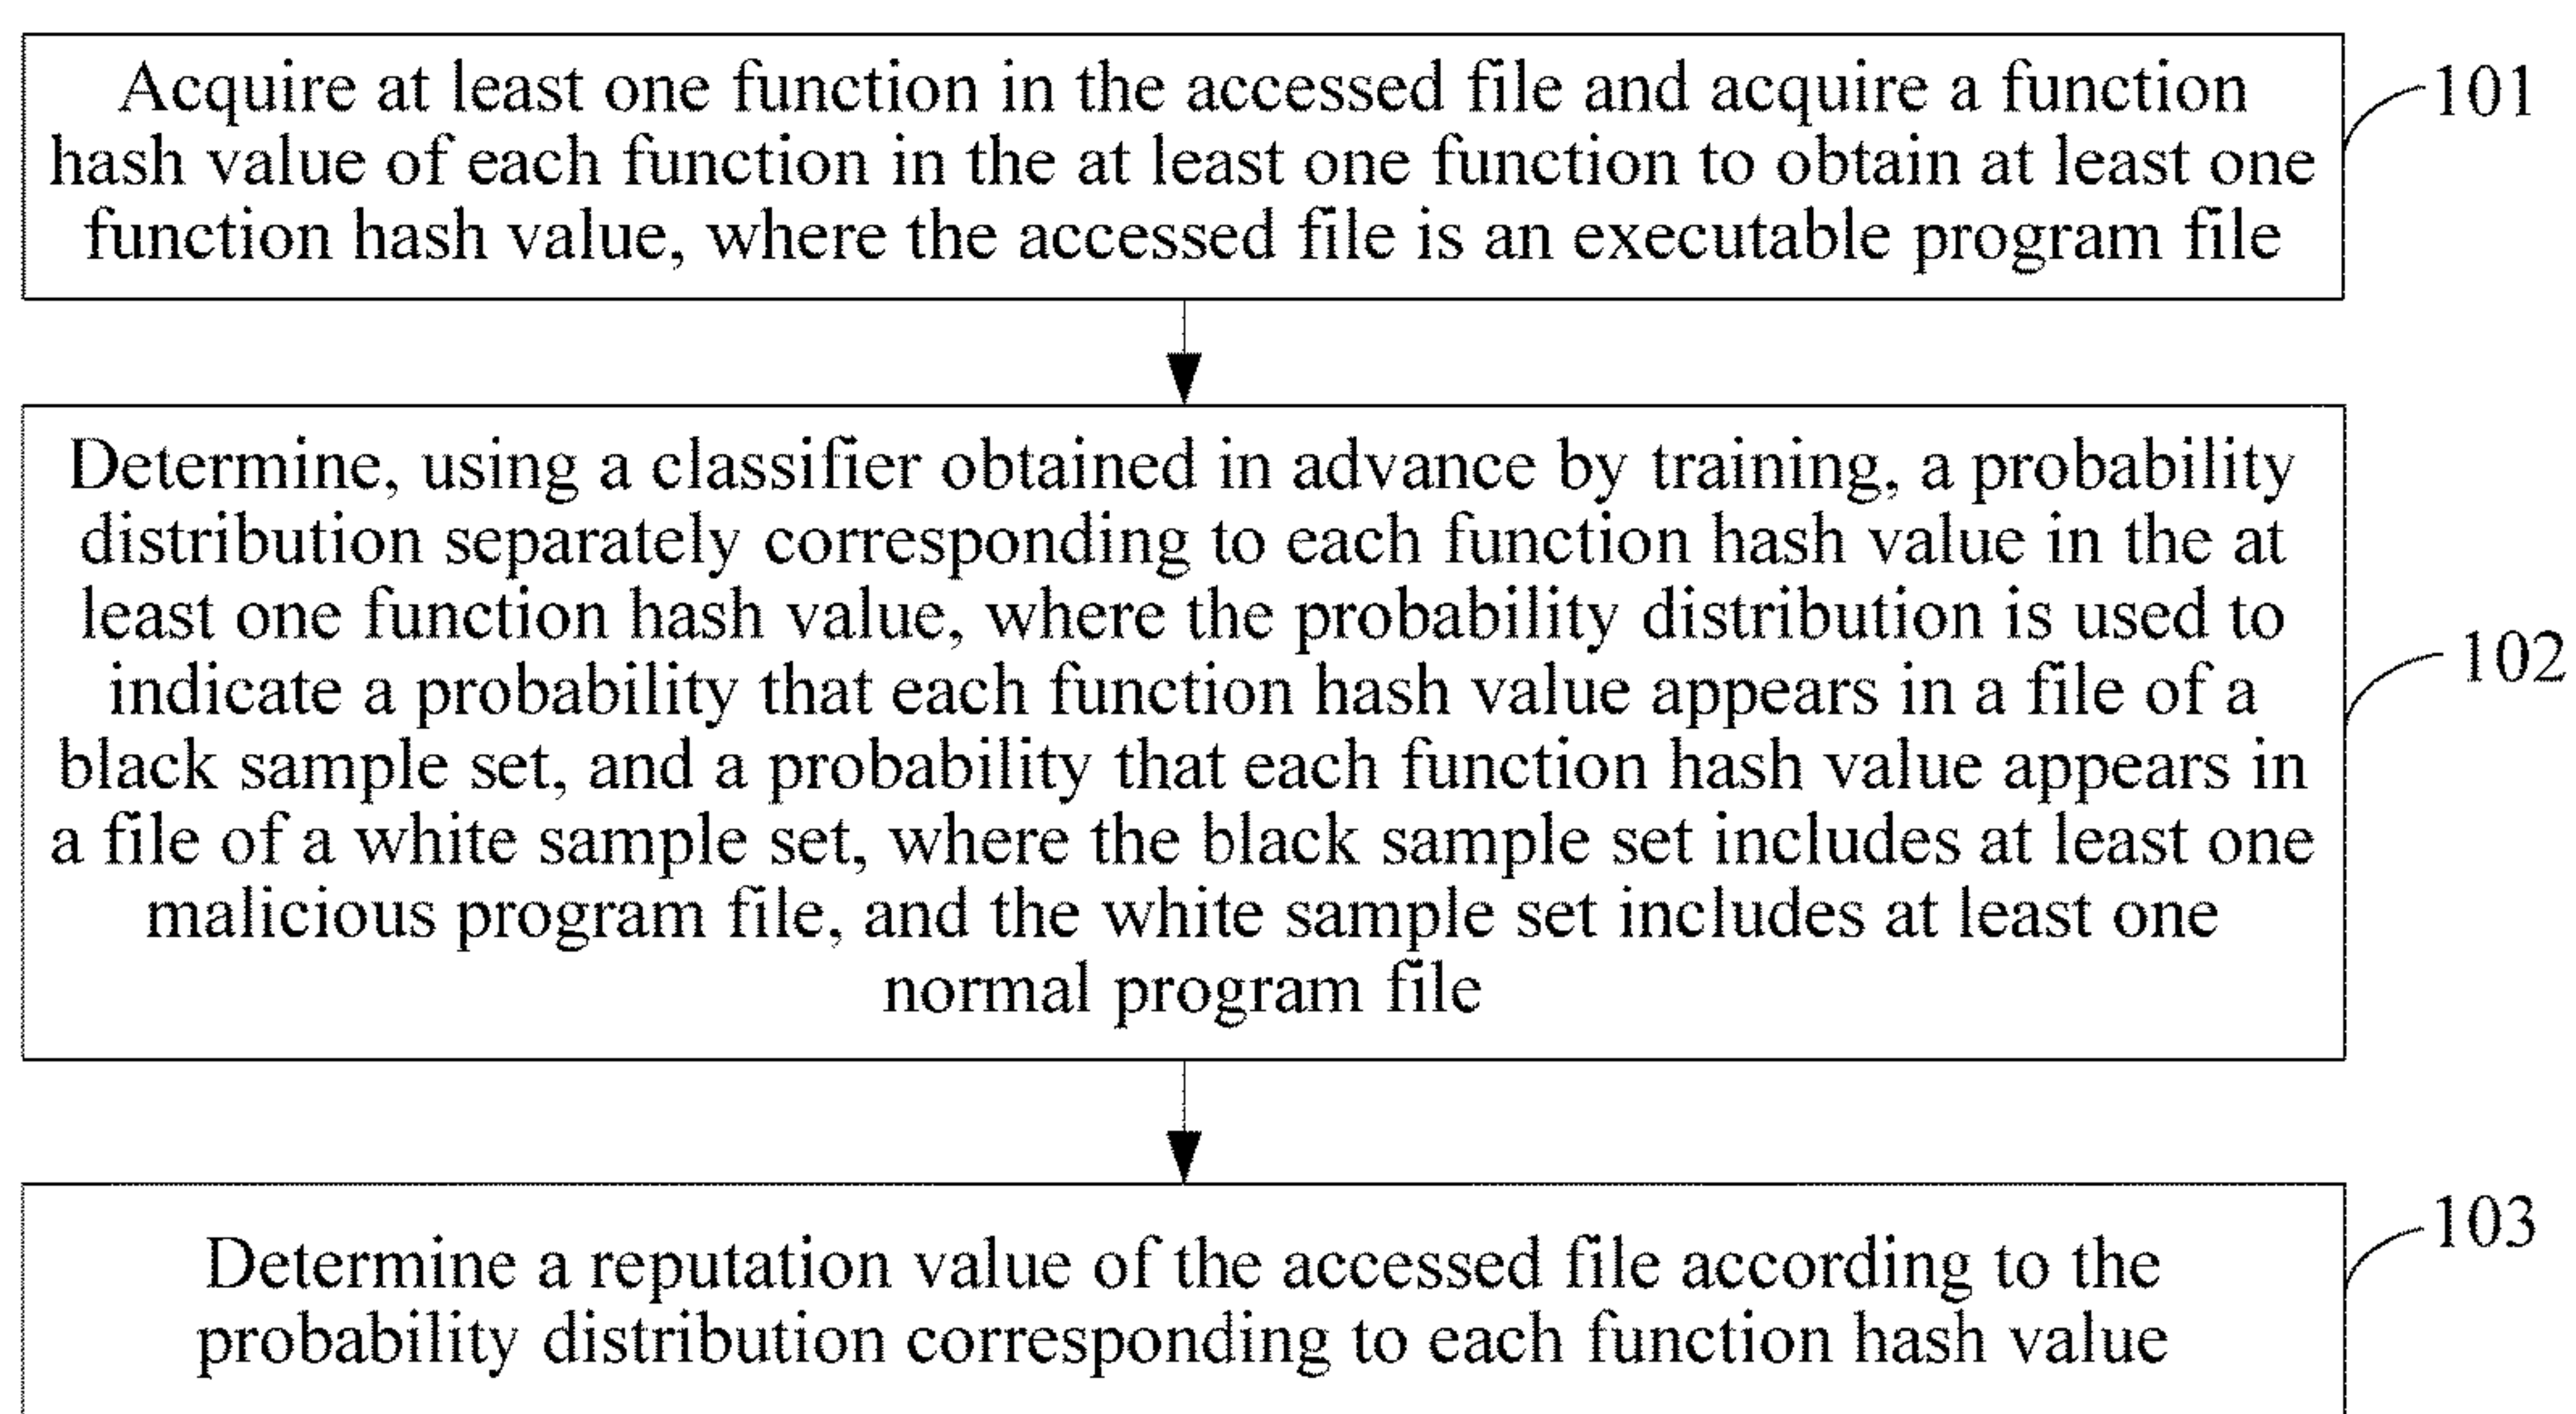 Acquire at least one function in the accessed file and acquire a function
hash value of each function in the at least one function to obtain at least one
function hash value, where the accessed file is an executable program file
101
Determine, using a classifier obtained in advance by training, a probability
distribution separately corresponding to each function hash value in the at
least one function hash value, where the probability distribution is used to
indicate a probability that each function hash value appears in a file of a
black sample set, and a probability that each function hash value appears in
a file of a white sample set, where the black sample set includes at least one
malicious program file, and the white sample set includes at least one
normal program file
102
Determine a reputation value of the accessed file according to the
probability distribution corresponding to each function hash value
103